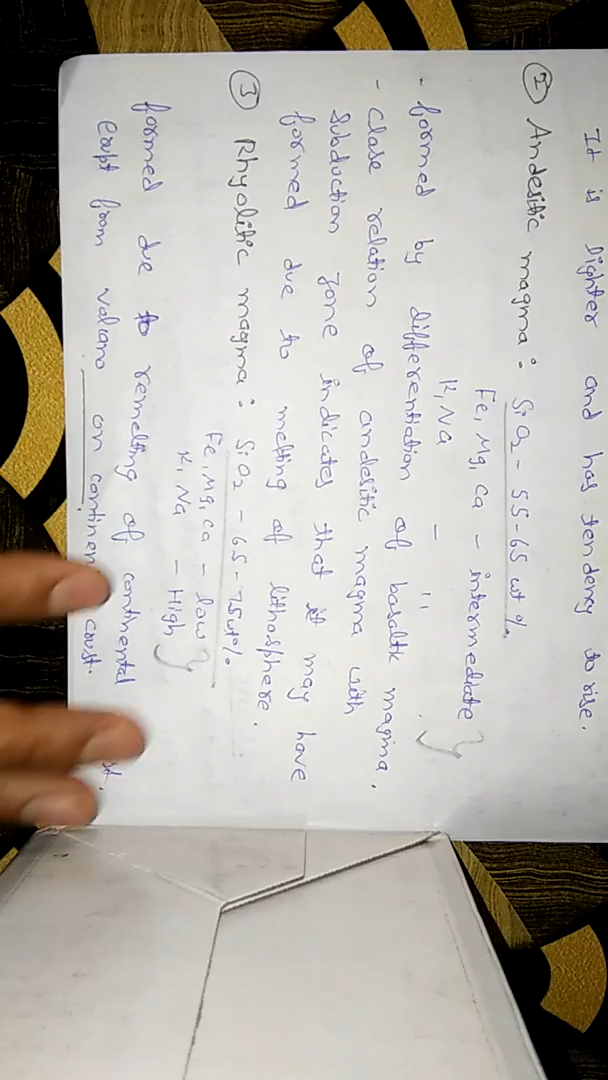 It is lighter and has tendency to rise.
② Andesitic magma: SiO2 - 55-65 wt %.
Fe, Mg, Ca - intermediate
K, Na - "
- formed by differentiation of basaltic magma.
- Close relation of andesitic magma with
subduction zone indicates that it may have
formed due to melting of lithosphere.
③ Rhyolitic magma: SiO2 - 65-75 wt%
Fe, Mg, Ca - low
K, Na - High
formed due to remelting of continental
erupt from volcano on continen crust.